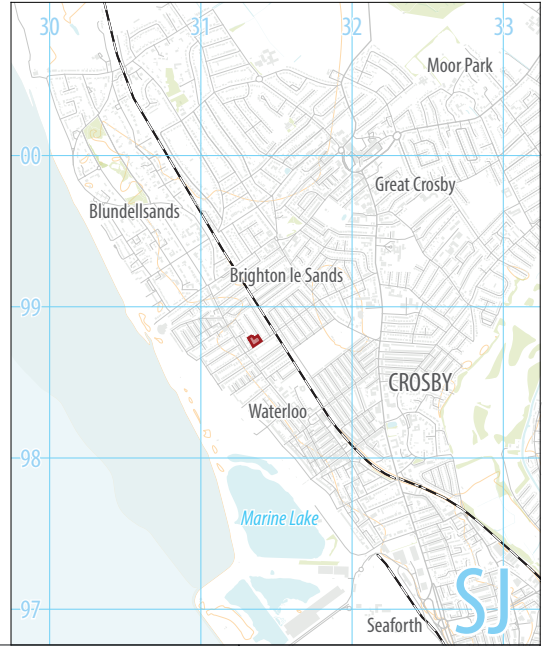 30 31 32 33
Moor Park
00
Great Crosby
Blundellsands
Brighton le Sands
99
CROSBY
Waterloo
98
Marine Lake
SJ
97
Seaforth